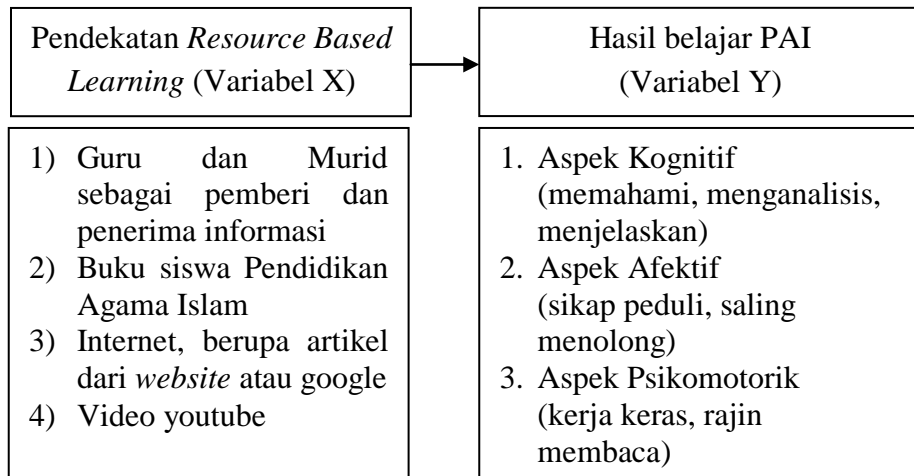 Pendekatan Resource Based
Learning (Variabel X)
Hasil belajar PAI
(Variabel Y)
1) Guru dan Murid
sebagai pemberi dan
penerima informasi
2) Buku siswa Pendidikan
Agama Islam
3) Internet, berupa artikel
dari website atau google
4) Video youtube
1. Aspek Kognitif
(memahami, menganalisis,
menjelaskan)
2. Aspek Afektif
(sikap peduli, saling
menolong)
3. Aspek Psikomotorik
(kerja keras, rajin
membaca)